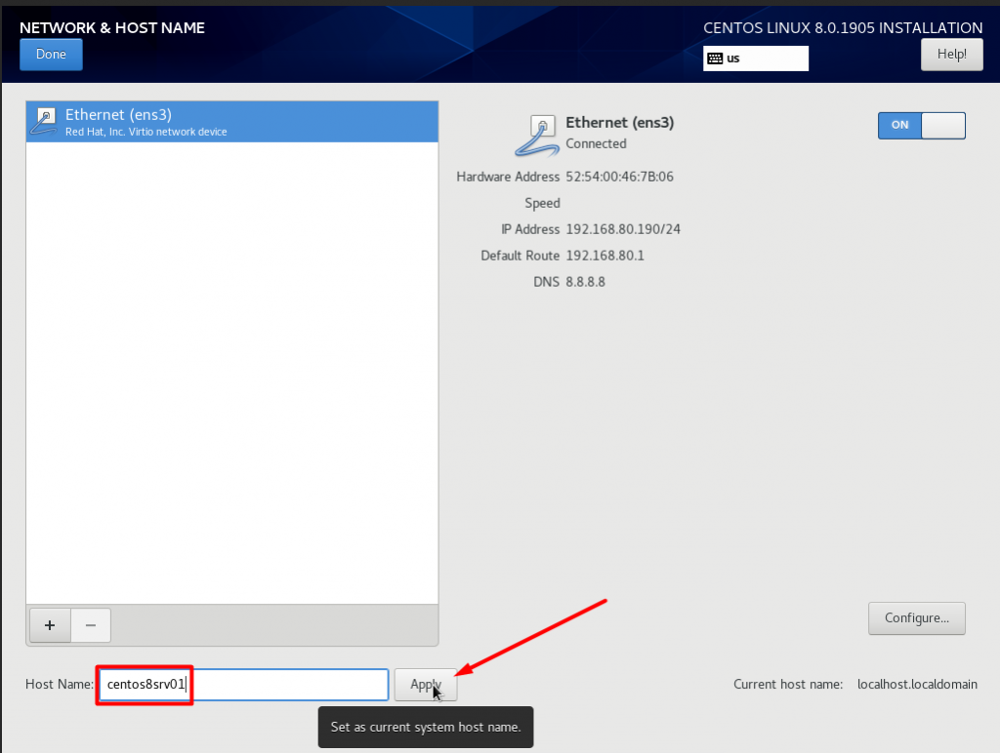 NETWORK & HOST NAME
CENTOS LINUX 8.0.1905 INSTALLATION
Done
us
Help!
Ethernet (ens3)
Red Hat, Inc. Virtio network device
Ethernet (ens3)
Connected
ON
Hardware Address 52:54:00:46:7B:06
Speed
IP Address 192.168.80.190/24
Default Route 192.168.80.1
DNS 8.8.8.8
+ −
Configure...
Host Name: centos8srv01 Apply Current host name: localhost.localdomain
Set as current system host name.